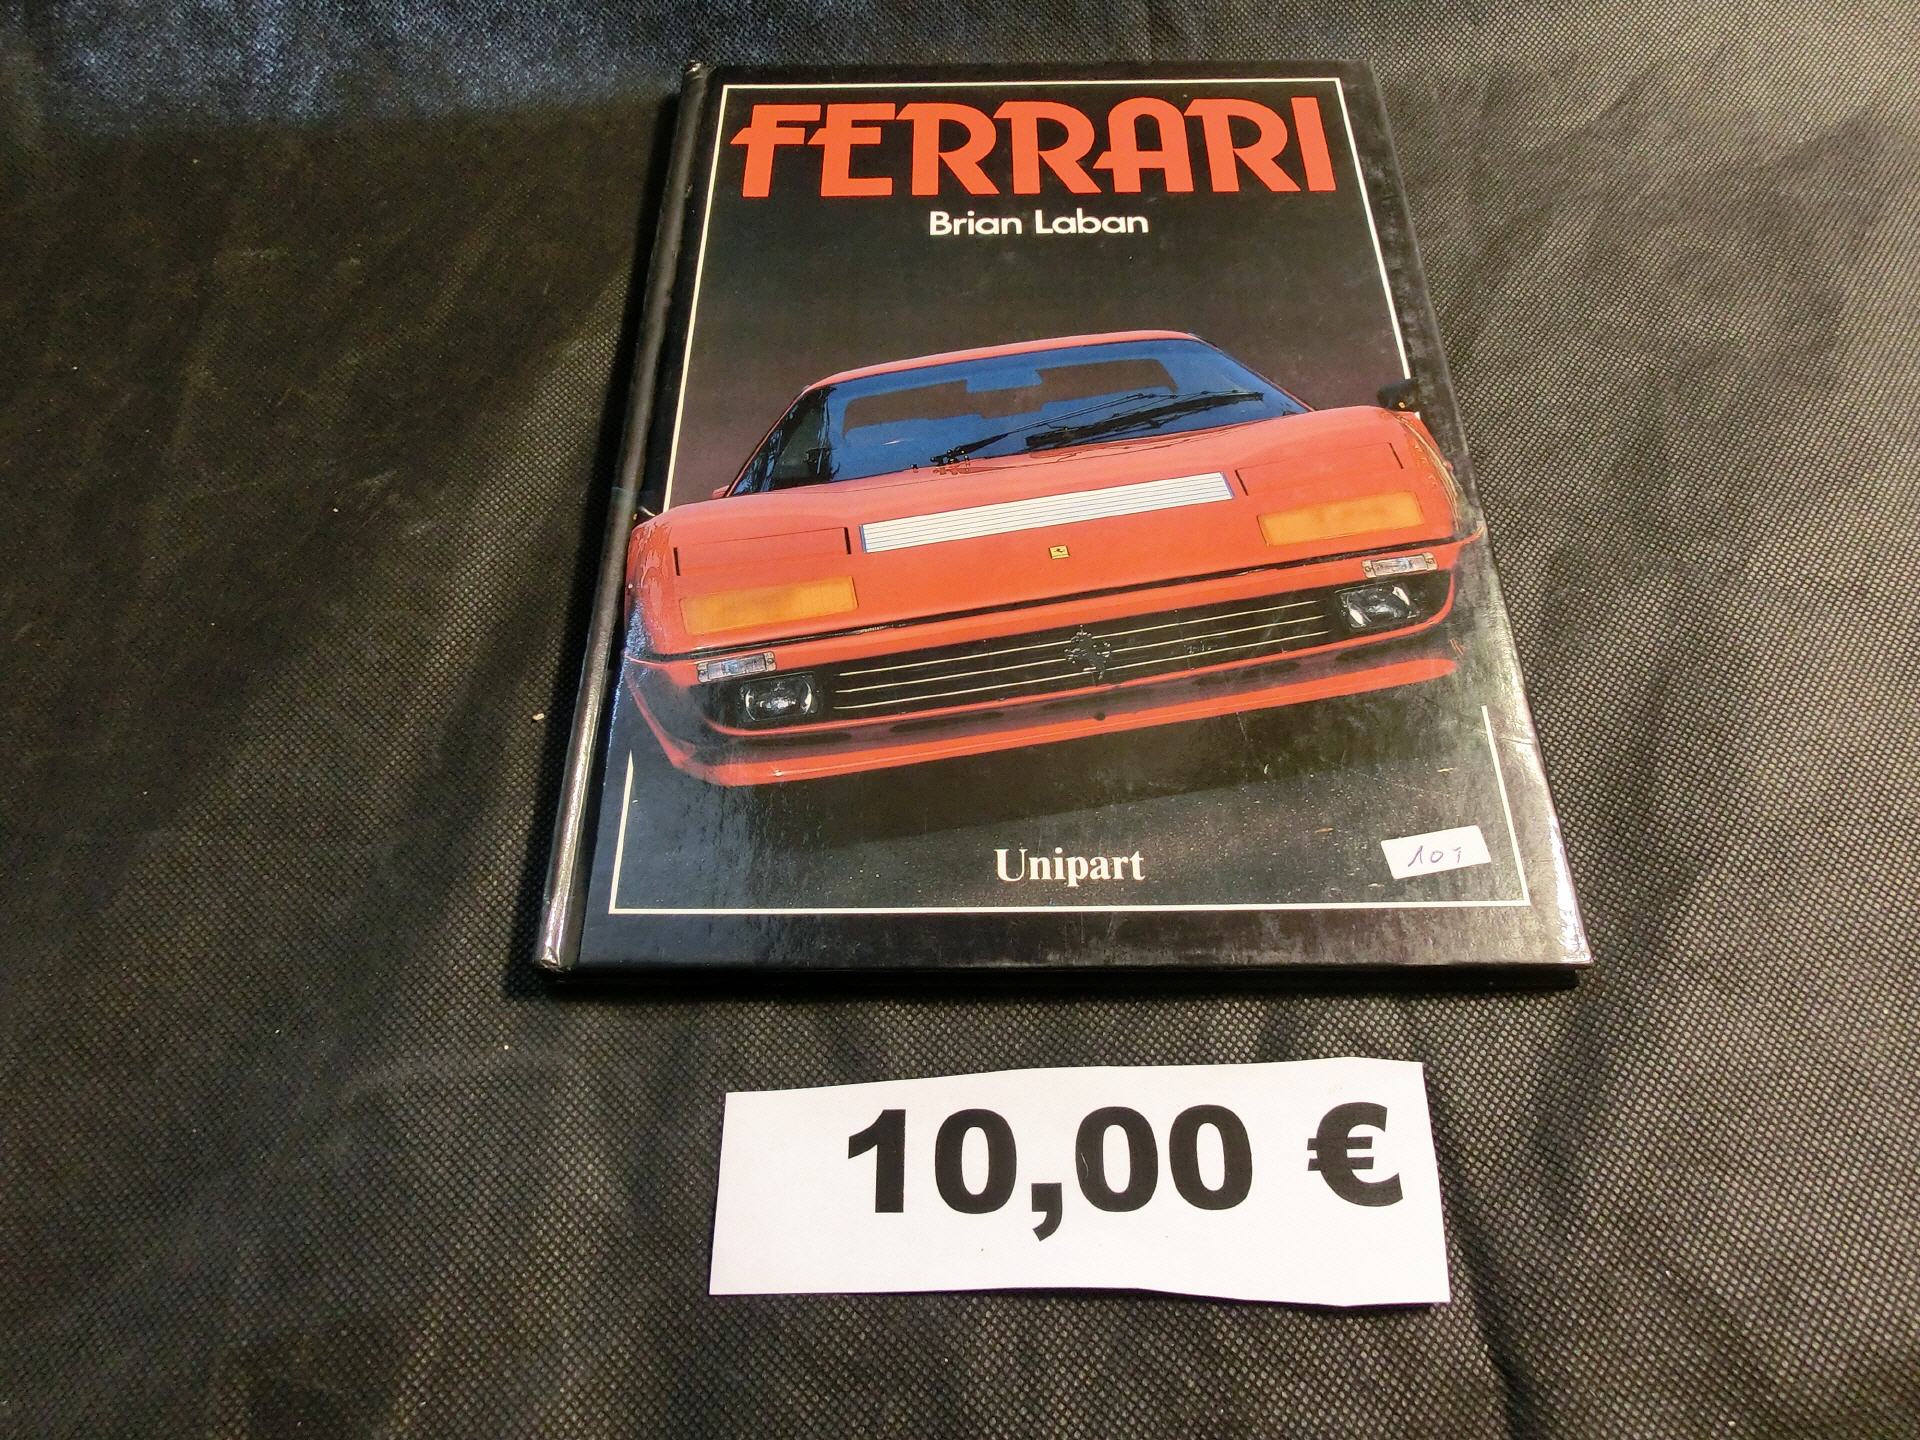 FERRARI
Brian Laban
Unipart
10,00 €